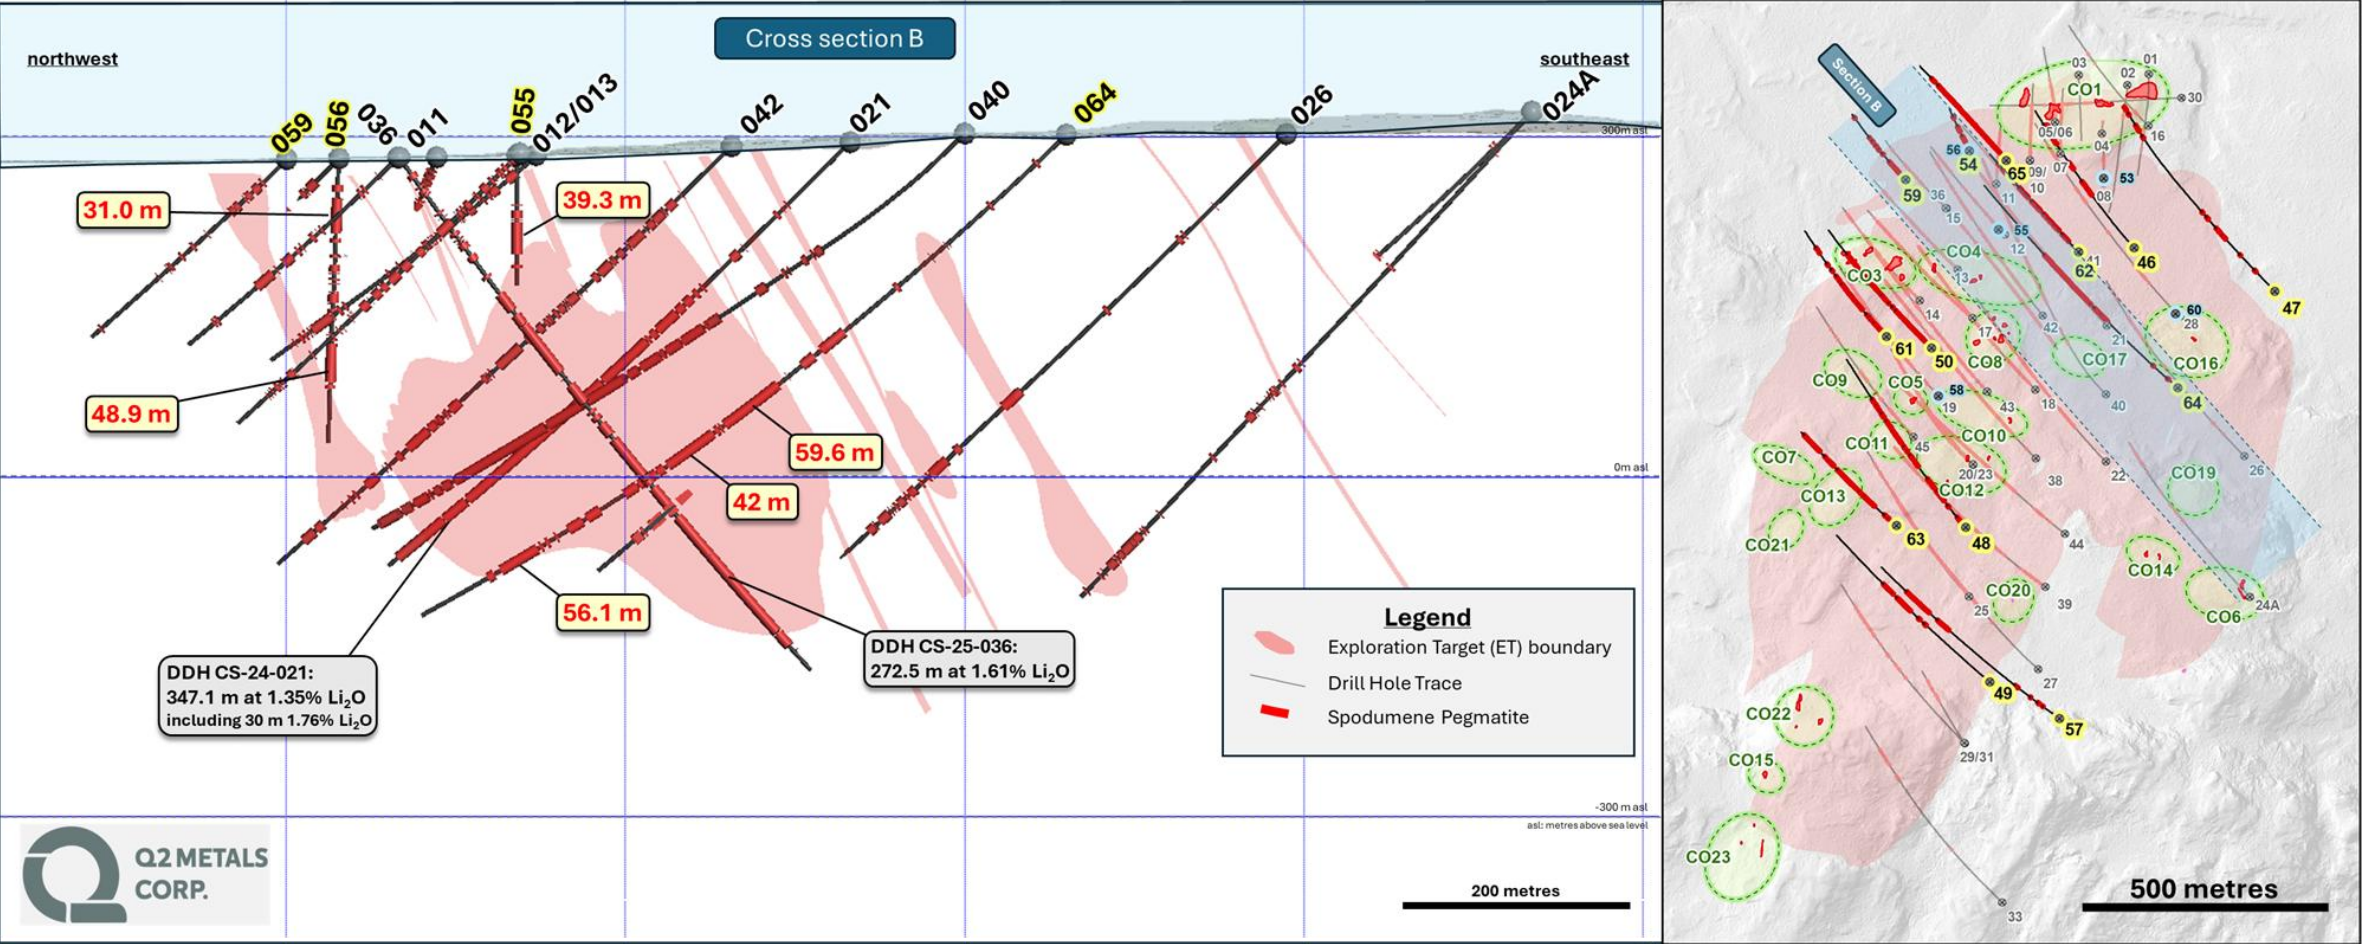 Cross section B
northwest
southeast
059
056
036
011
055
012/013
042
021
040
064
026
024A
300m asl
31.0 m
39.3 m
48.9 m
59.6 m
0m asl
42 m
56.1 m
DDH CS-24-021:
347.1 m at 1.35% Li₂O
including 30 m 1.76% Li₂O
DDH CS-25-036:
272.5 m at 1.61% Li₂O
Legend
Exploration Target (ET) boundary
Drill Hole Trace
Spodumene Pegmatite
-300 m asl
asl: metres above sea level
Q2 METALS
CORP.
200 metres
Section B
03
01
02
CO1
30
05/06
04
16
56
54
65
09/
10
07
53
08
59
36
15
11
55
12
46
CO4
41
62
CO3
13
47
14
60
28
42
17
21
61
50
CO8
CO17
CO16
CO9
CO5
58
19
43
18
40
64
CO11
45
CO10
CO7
20/23
38
22
CO19
26
CO13
CO12
CO21
63
48
44
CO14
CO20
25
39
24A
CO6
27
49
57
CO22
29/31
CO15
CO23
33
500 metres